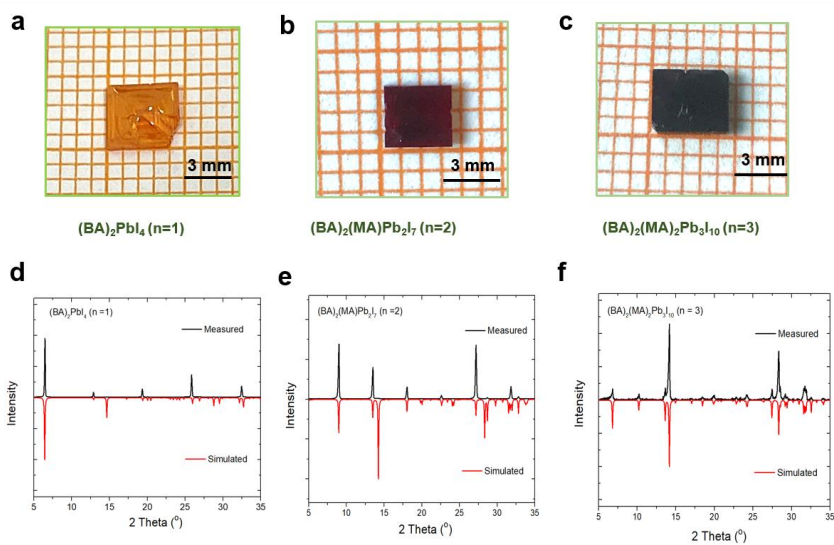 a
b
c
3 mm
3 mm
3 mm
(BA)₂PbI₄ (n=1)
(BA)₂(MA)Pb₂I₇ (n=2)
(BA)₂(MA)₂Pb₃I₁₀ (n=3)
d
e
f
(BA)₂PbI₄ (n =1)
Measured
Simulated
Intensity
5 10 15 20 25 30 35
2 Theta (°)
(BA)₂(MA)Pb₂I₇ (n =2)
Measured
Simulated
Intensity
5 10 15 20 25 30 35
2 Theta (°)
(BA)₂(MA)₂Pb₃I₁₀ (n = 3)
Measured
Simulated
Intensity
5 10 15 20 25 30 35
2 Theta (°)